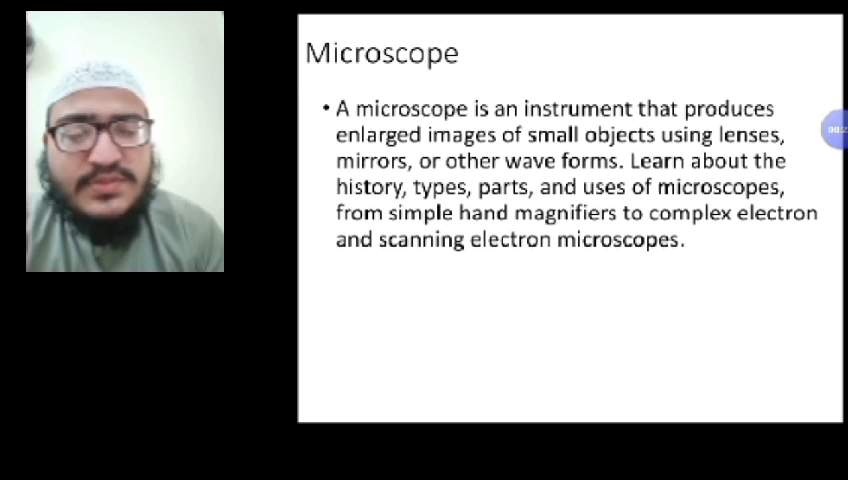 Microscope
• A microscope is an instrument that produces
enlarged images of small objects using lenses,
mirrors, or other wave forms. Learn about the
history, types, parts, and uses of microscopes,
from simple hand magnifiers to complex electron
and scanning electron microscopes.